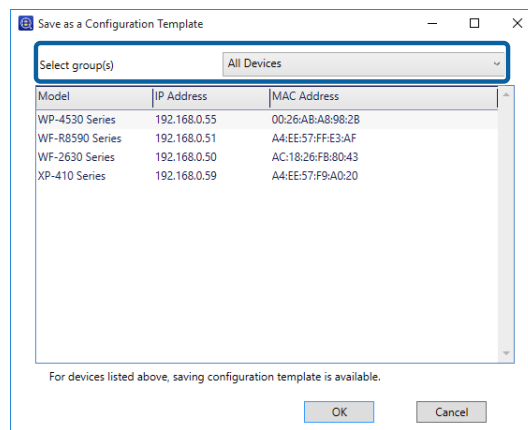 Save as a Configuration Template
Select group(s) All Devices
Model IP Address MAC Address
WP-4530 Series 192.168.0.55 00:26:AB:A8:98:2B
WF-R8590 Series 192.168.0.51 A4:EE:57:FF:E3:AF
WF-2630 Series 192.168.0.50 AC:18:26:FB:80:43
XP-410 Series 192.168.0.59 A4:EE:57:F9:A0:20
For devices listed above, saving configuration template is available.
OK Cancel